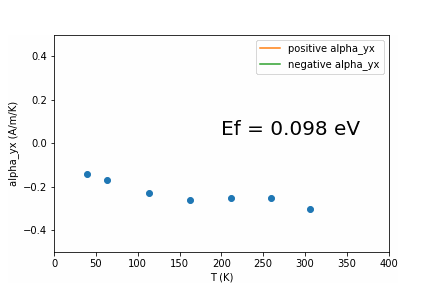 0.4
0.2
0.0
−0.2
−0.4
alpha_yx (A/m/K)
positive alpha_yx
negative alpha_yx
Ef = 0.098 eV
0 50 100 150 200 250 300 350 400
T (K)